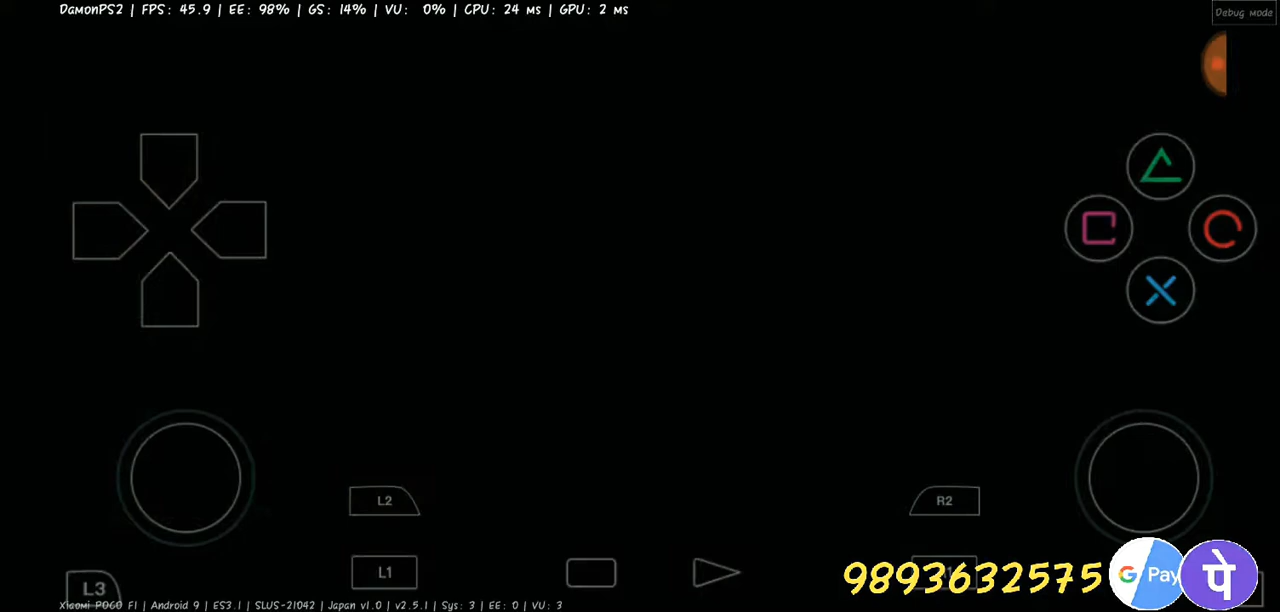 DamonPS2 | FPS: 45.9 | EE: 98% | GS: 14% | VU: 0% | CPU: 24 ms | GPU: 2 ms
Debug mode
L2
R2
L1
L3
9893632575
G Pay
पे
Xiaomi POCO F1 | Android 9 | ES3.1 | SLUS-21042 | Japan v1.0 | v2.5.1 | Sys: 3 | EE: 0 | VU: 3